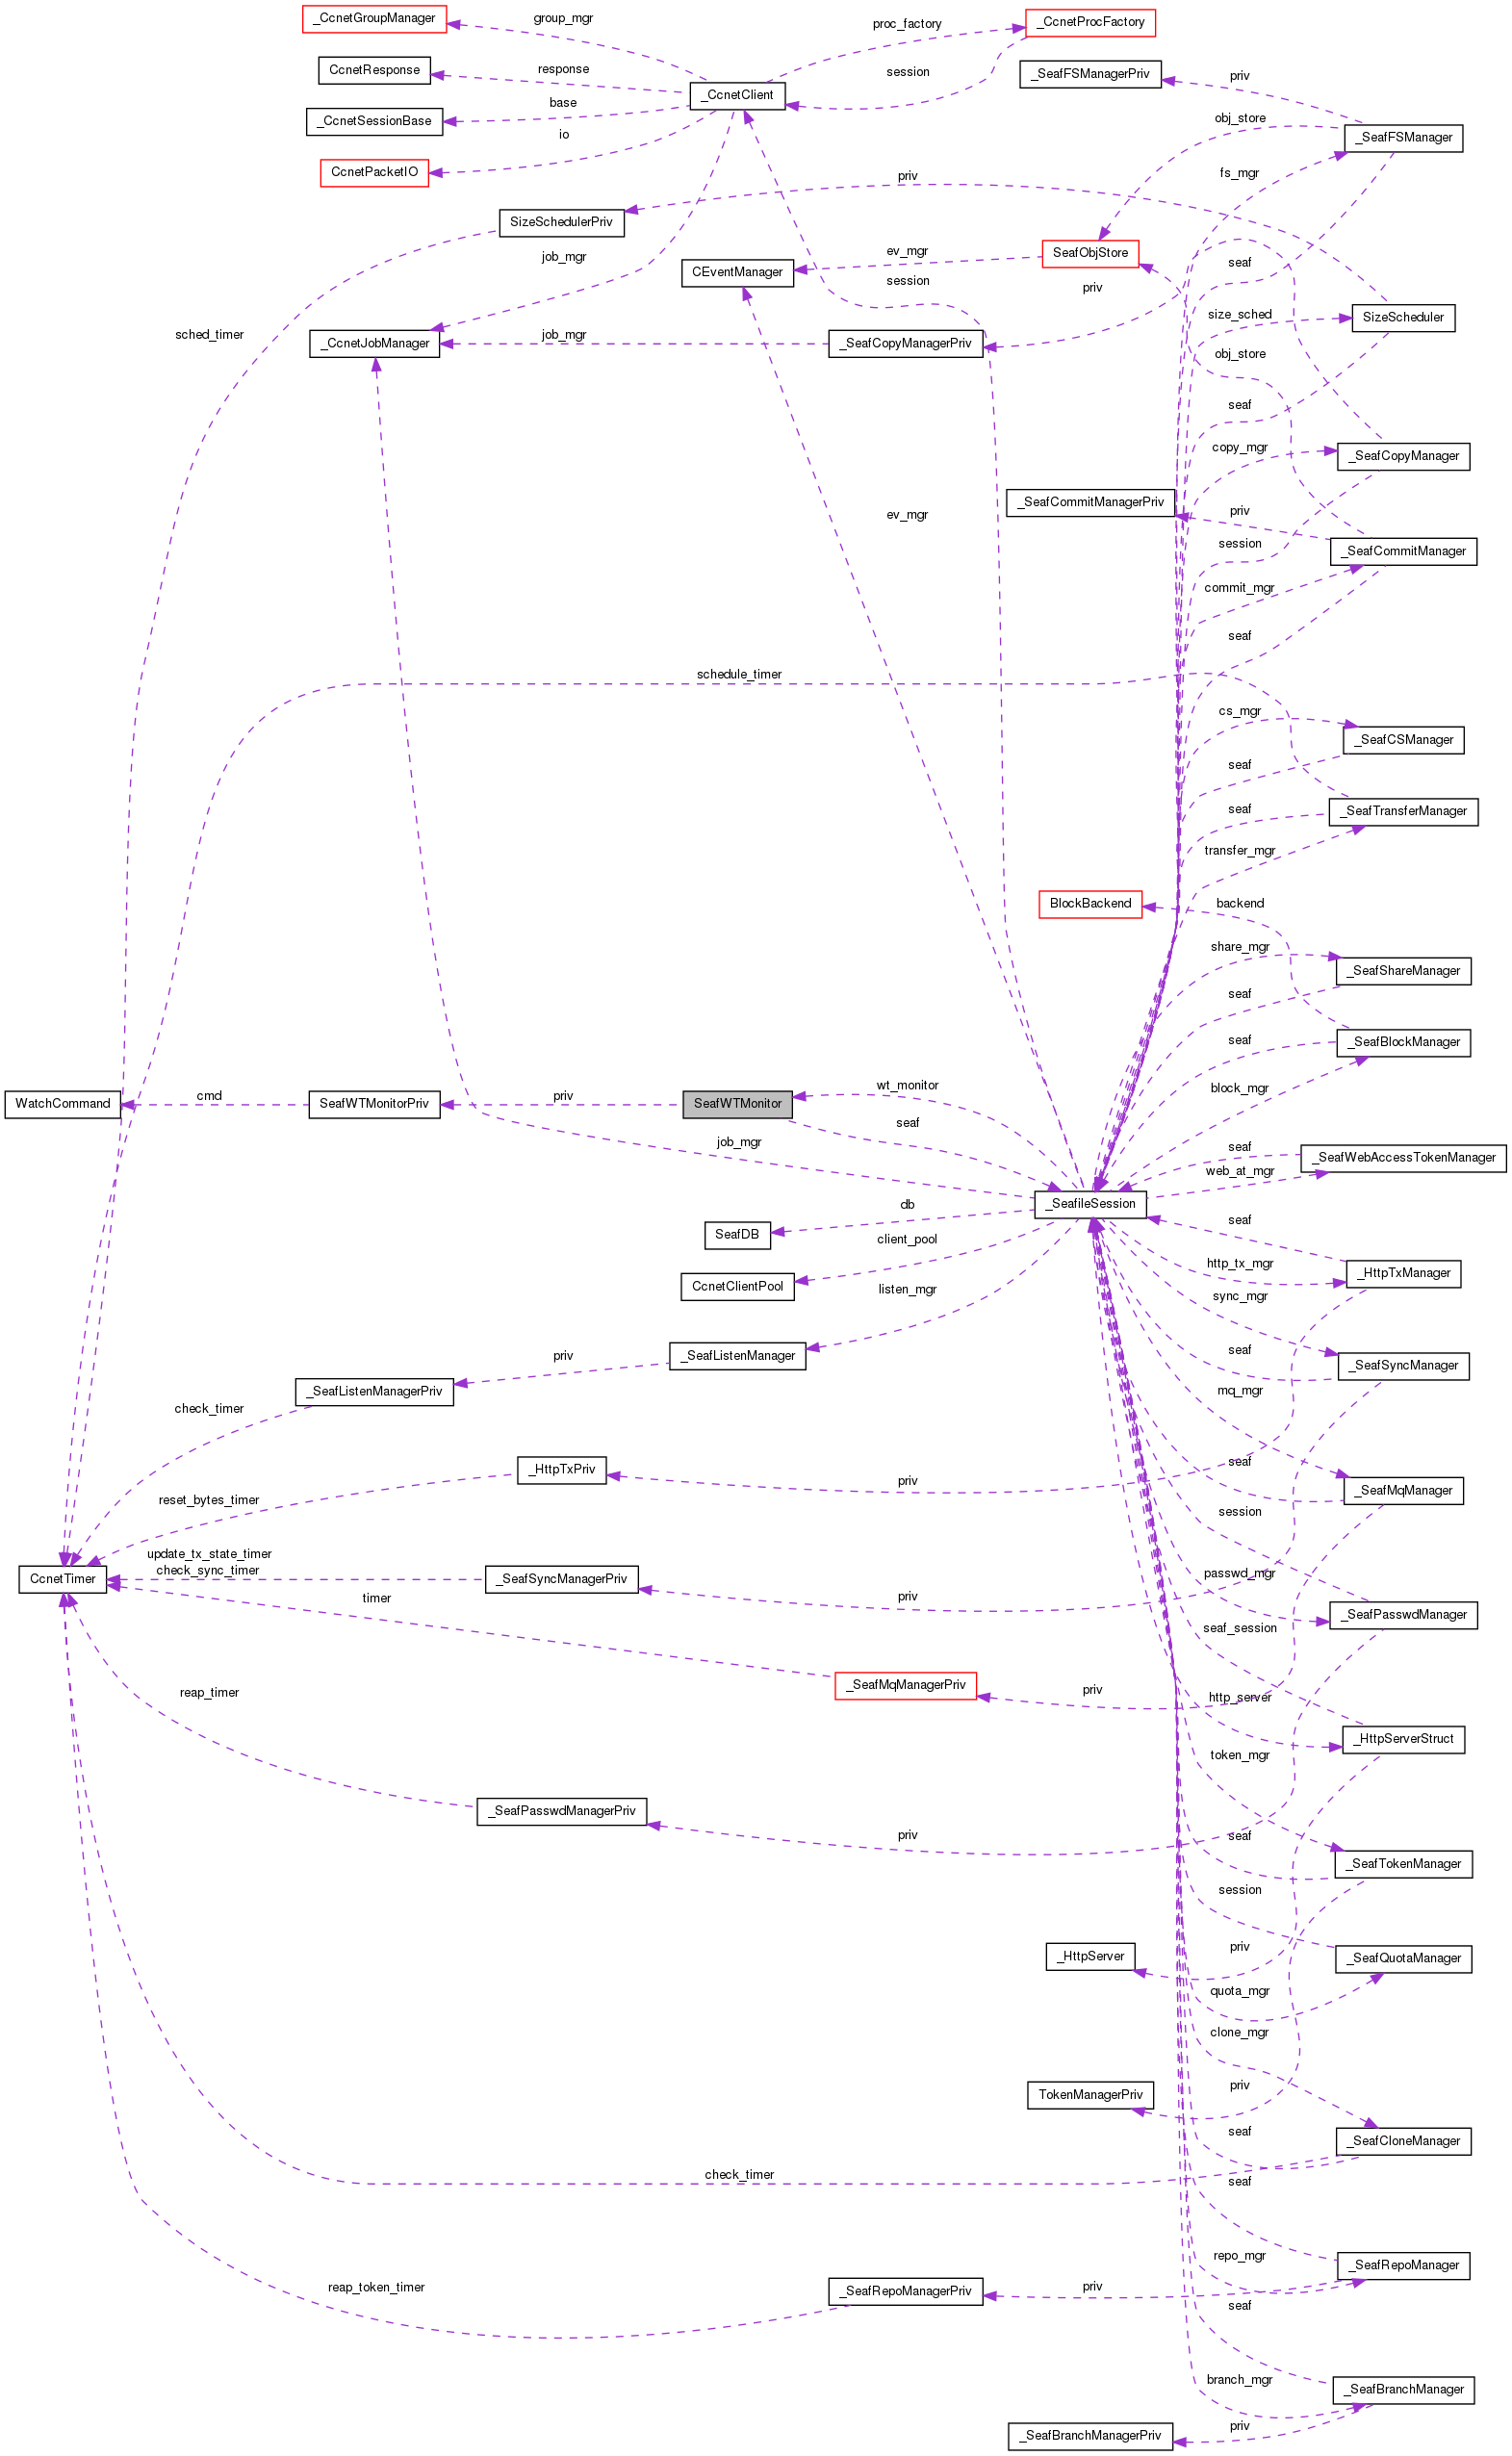 _CcnetGroupManager
group_mgr
proc_factory
_CcnetProcFactory
CcnetResponse
response
session
_SeafFSManagerPriv
priv
_CcnetClient
base
_CcnetSessionBase
obj_store
_SeafFSManager
io
CcnetPacketIO
priv
fs_mgr
SizeSchedulerPriv
job_mgr
ev_mgr
SeafObjStore
seaf
CEventManager
session
priv
sched_timer
size_sched
SizeScheduler
_CcnetJobManager
job_mgr
_SeafCopyManagerPriv
obj_store
seaf
copy_mgr
_SeafCopyManager
_SeafCommitManagerPriv
priv
ev_mgr
session
_SeafCommitManager
commit_mgr
seaf
schedule_timer
cs_mgr
_SeafCSManager
seaf
seaf
_SeafTransferManager
transfer_mgr
BlockBackend
backend
share_mgr
_SeafShareManager
seaf
seaf
_SeafBlockManager
wt_monitor
block_mgr
WatchCommand
cmd
SeafWTMonitorPriv
priv
SeafWTMonitor
seaf
job_mgr
seaf
_SeafWebAccessTokenManager
web_at_mgr
_SeafileSession
db
SeafDB
client_pool
seaf
http_tx_mgr
_HttpTxManager
CcnetClientPool
listen_mgr
sync_mgr
priv
_SeafListenManager
seaf
_SeafSyncManager
_SeafListenManagerPriv
mq_mgr
check_timer
_HttpTxPriv
priv
seaf
_SeafMqManager
reset_bytes_timer
session
update_tx_state_timer
check_sync_timer
CcnetTimer
_SeafSyncManagerPriv
priv
passwd_mgr
timer
_SeafPasswdManager
seaf_session
_SeafMqManagerPriv
priv
reap_timer
http_server
_HttpServerStruct
token_mgr
_SeafPasswdManagerPriv
priv
seaf
_SeafTokenManager
session
_HttpServer
priv
_SeafQuotaManager
quota_mgr
clone_mgr
TokenManagerPriv
priv
seaf
_SeafCloneManager
check_timer
seaf
repo_mgr
_SeafRepoManager
reap_token_timer
_SeafRepoManagerPriv
priv
seaf
branch_mgr
_SeafBranchManager
_SeafBranchManagerPriv
priv